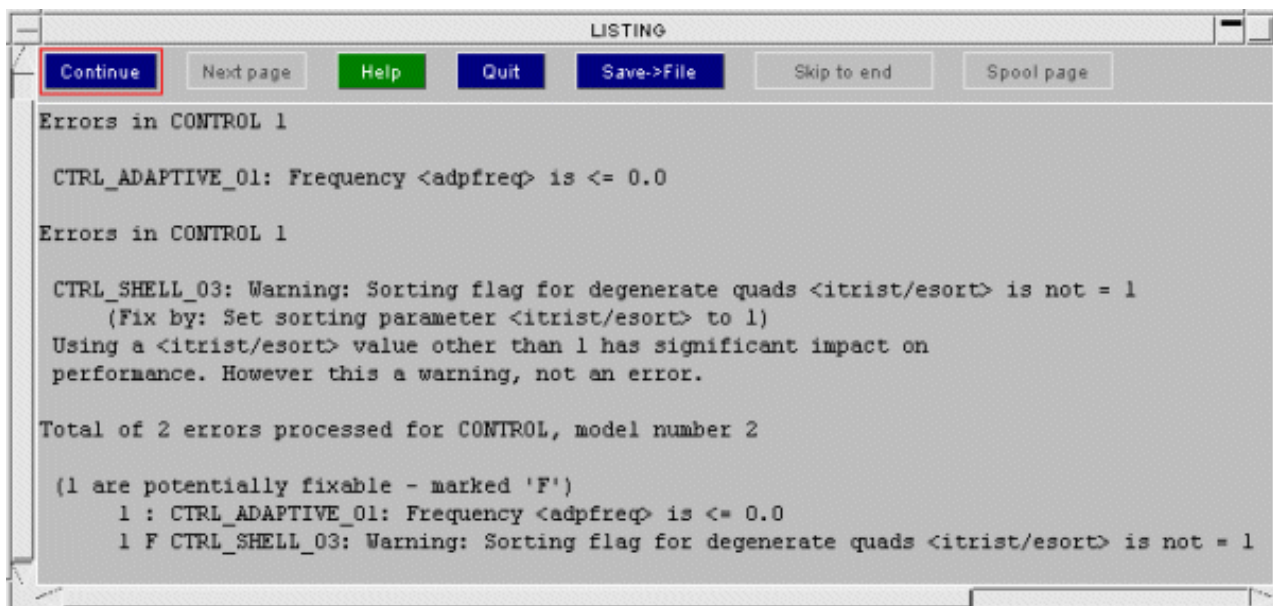 LISTING
Continue Next page Help Quit Save->File Skip to end Spool page
Errors in CONTROL 1
CTRL_ADAPTIVE_01: Frequency <adpfreq> is <= 0.0
Errors in CONTROL 1
CTRL_SHELL_03: Warning: Sorting flag for degenerate quads <itrist/esort> is not = 1
(Fix by: Set sorting parameter <itrist/esort> to 1)
Using a <itrist/esort> value other than 1 has significant impact on
performance. However this a warning, not an error.
Total of 2 errors processed for CONTROL, model number 2
(1 are potentially fixable - marked 'F')
1 : CTRL_ADAPTIVE_01: Frequency <adpfreq> is <= 0.0
1 F CTRL_SHELL_03: Warning: Sorting flag for degenerate quads <itrist/esort> is not = 1